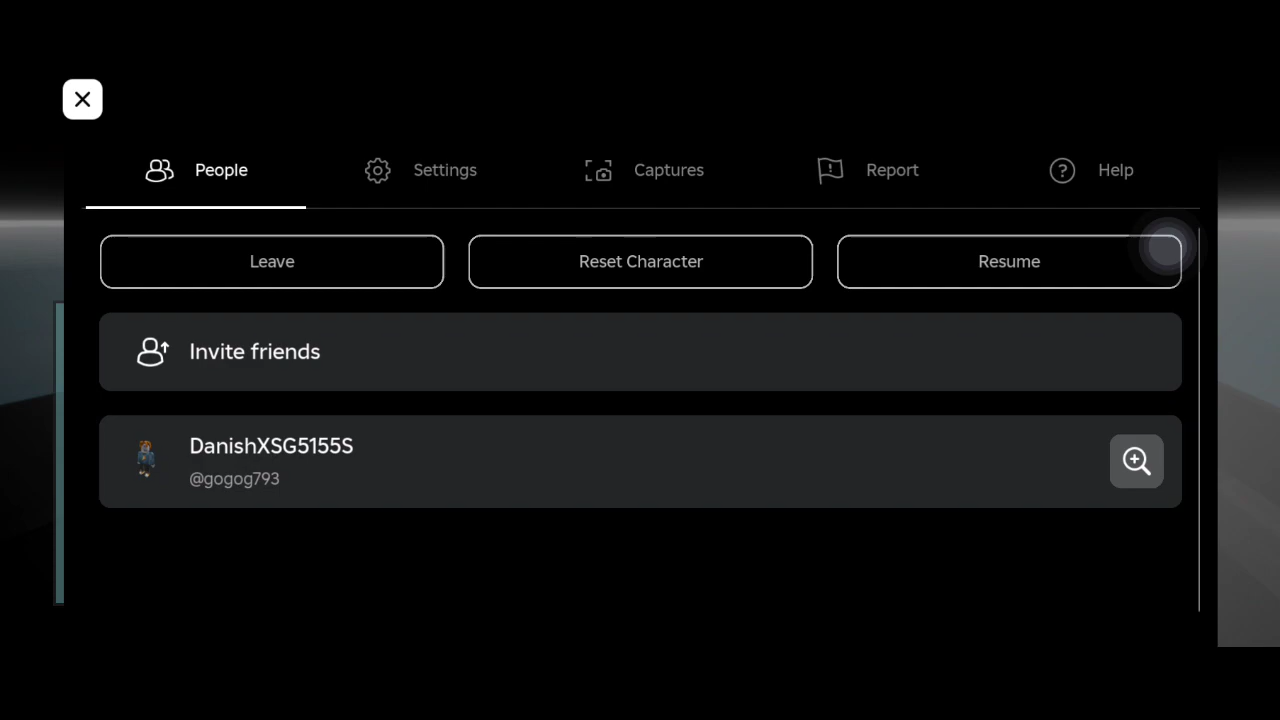 People
Settings
Captures
Report
Help
Leave
Reset Character
Resume
Invite friends
DanishXSG5155S
@gogog793